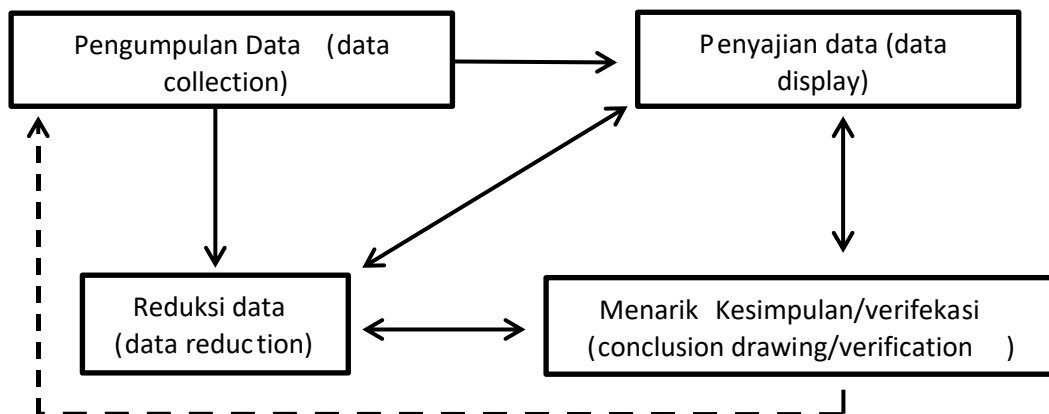 Pengumpulan Data (data
collection)
Penyajian data (data
display)
Reduksi data
(data reduction)
Menarik Kesimpulan/verifekasi
(conclusion drawing/verification )